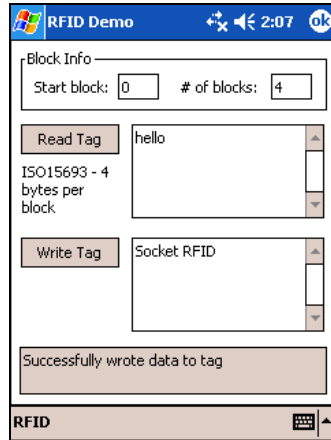 RFID Demo 2:07 ok
Block Info
Start block: 0 # of blocks: 4
Read Tag hello
ISO15693 - 4
bytes per
block
Write Tag Socket RFID
Successfully wrote data to tag
RFID